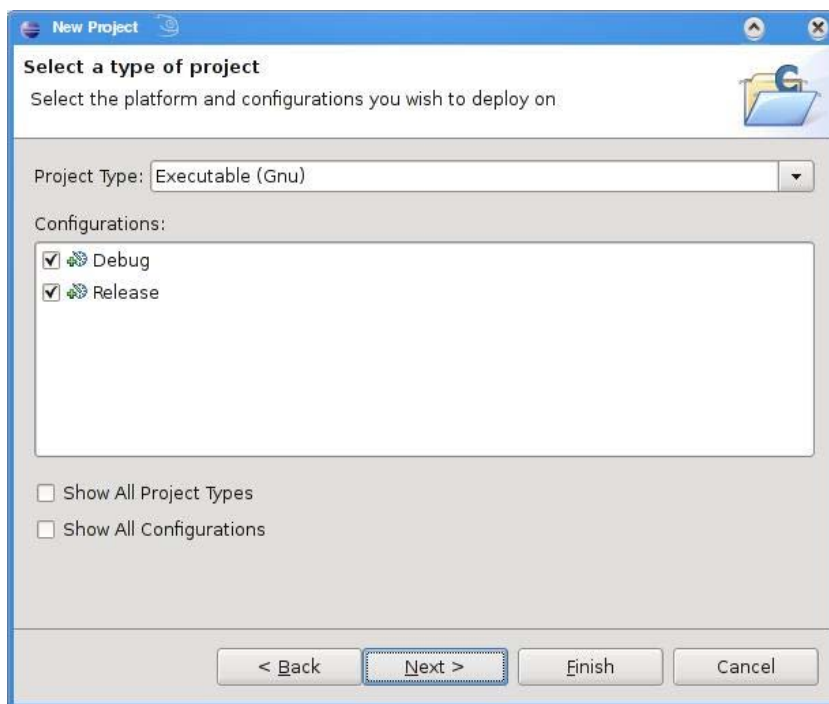 New Project
Select a type of project
Select the platform and configurations you wish to deploy on
Project Type: Executable (Gnu)
Configurations:
Debug
Release
Show All Project Types
Show All Configurations
< Back Next > Finish Cancel